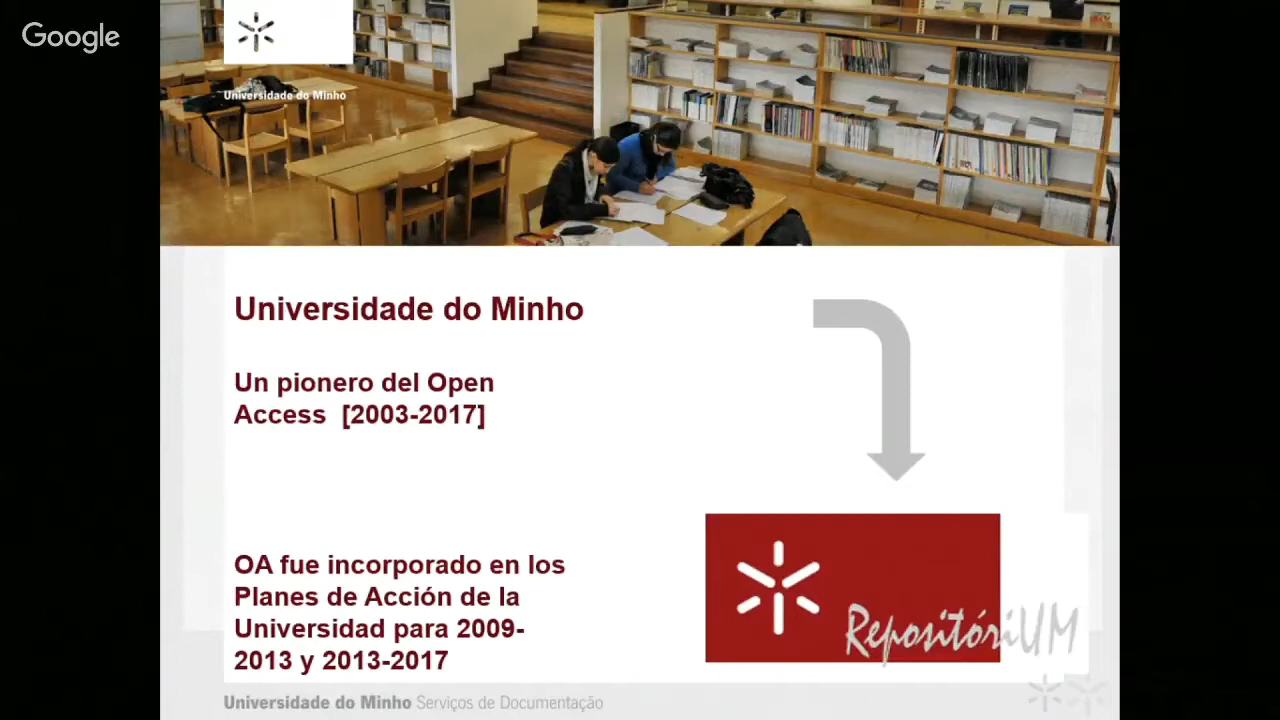 Google
Universidade do Minho
Universidade do Minho
Un pionero del Open
Access [2003-2017]
OA fue incorporado en los
Planes de Acción de la
Universidad para 2009-
2013 y 2013-2017
RepositóriUM
Universidade do Minho Serviços de Documentação